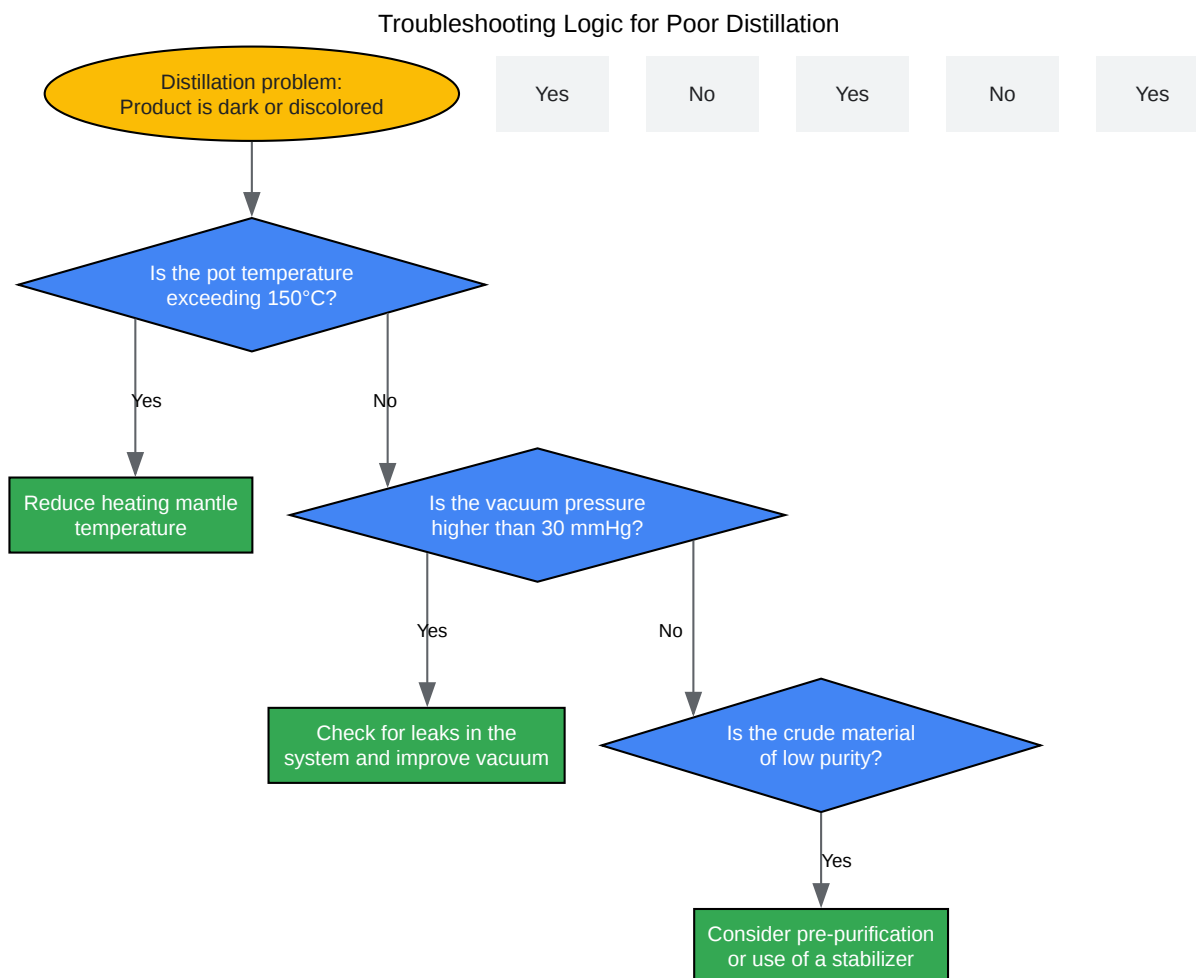 Troubleshooting Logic for Poor Distillation
Distillation problem:
Product is dark or discolored
Yes
No
Yes
No
Yes
Is the pot temperature
exceeding 150°C?
Yes
No
Reduce heating mantle
temperature
Is the vacuum pressure
higher than 30 mmHg?
Yes
No
Check for leaks in the
system and improve vacuum
Is the crude material
of low purity?
Yes
Consider pre-purification
or use of a stabilizer